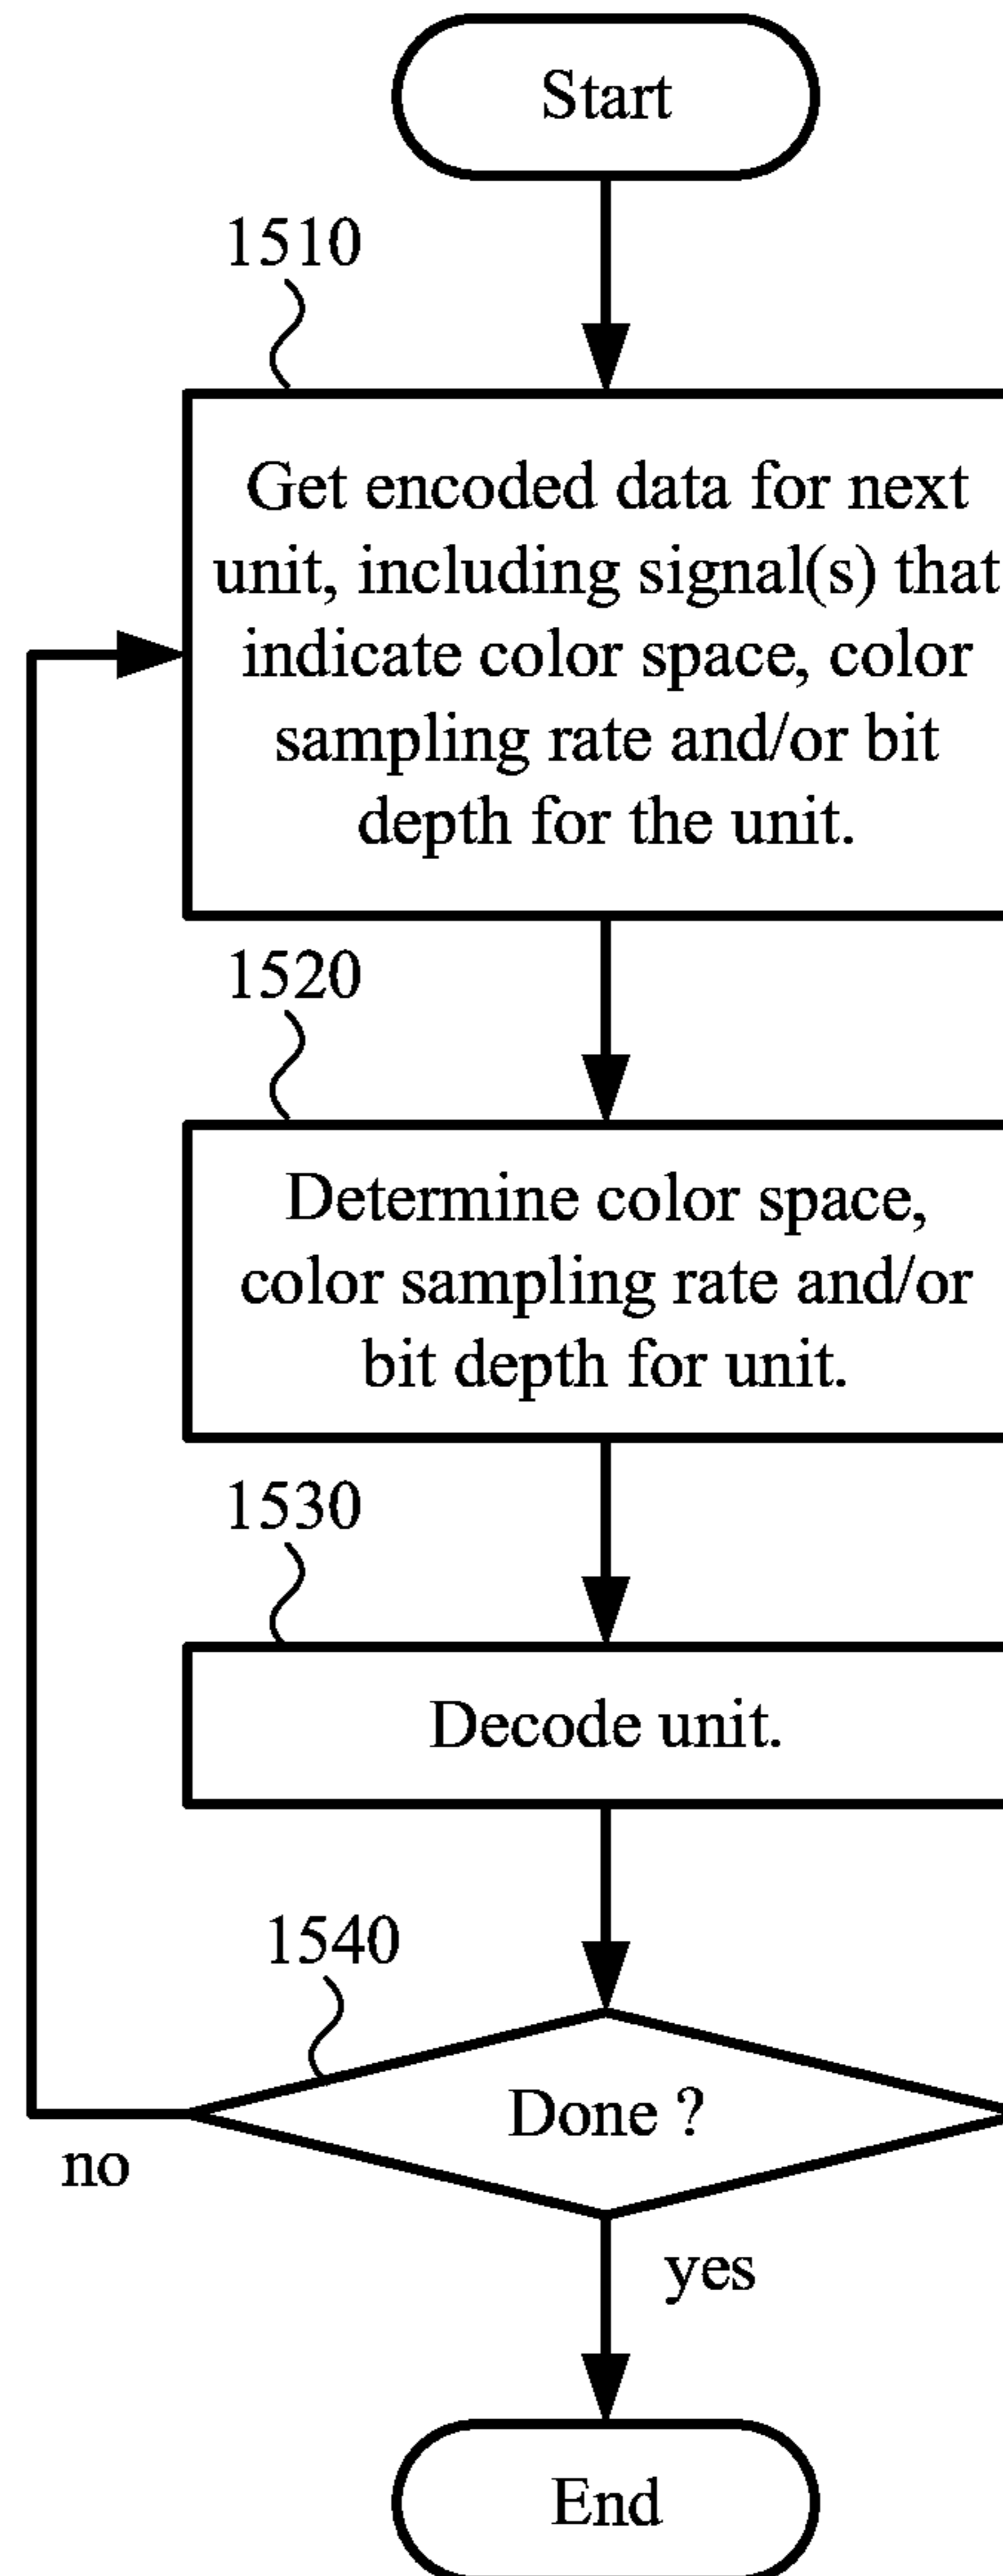 Start
1510
Get encoded data for next
unit, including signal(s) that
indicate color space, color
sampling rate and/or bit
depth for the unit.
1520
Determine color space,
color sampling rate and/or
bit depth for unit.
1530
Decode unit.
1540
Done ?
no
yes
End